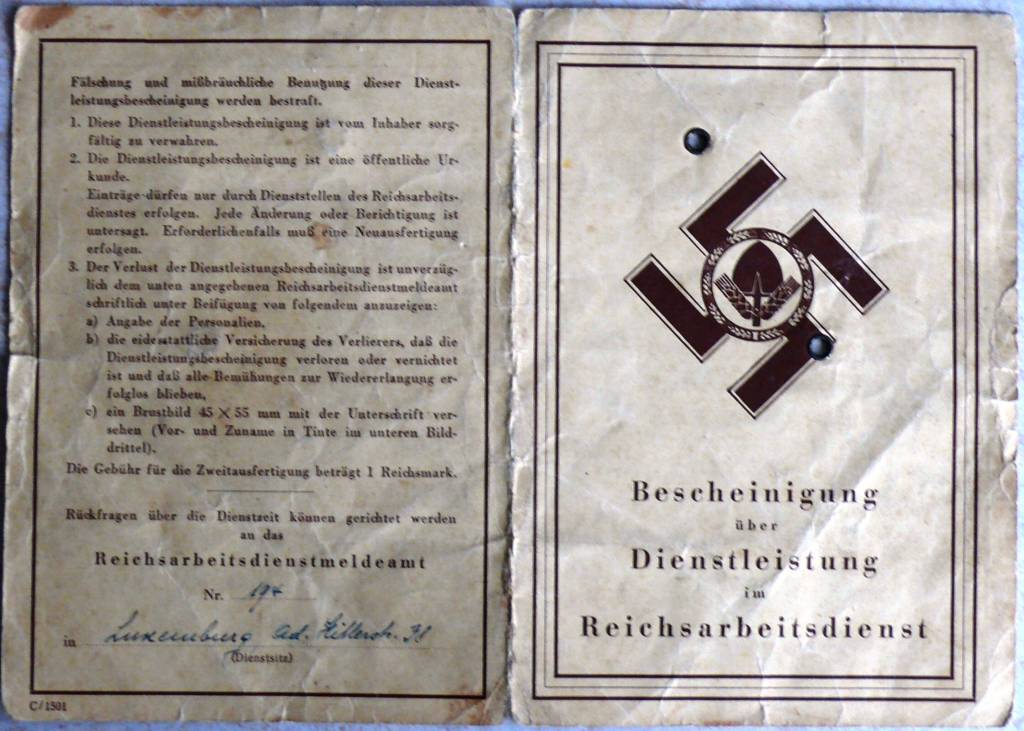 Fälschung und mißbräuchliche Benutzung dieser Dienst-
leistungsbescheinigung werden bestraft.
1. Diese Dienstleistungsbescheinigung ist vom Inhaber sorg-
fältig zu verwahren.
2. Die Dienstleistungsbescheinigung ist eine öffentliche Ur-
kunde.
Einträge dürfen nur durch Dienststellen des Reichsarbeits-
dienstes erfolgen. Jede Änderung oder Berichtigung ist
untersagt. Erforderlichenfalls muß eine Neuausfertigung
erfolgen.
3. Der Verlust der Dienstleistungsbescheinigung ist unverzüg-
lich dem unten angegebenen Reichsarbeitsdienstmeldeamt
schriftlich unter Beifügung von folgendem anzuzeigen:
a) Angabe der Personalien,
b) die eidesstattliche Versicherung des Verlierers, daß die
Dienstleistungsbescheinigung verloren oder vernichtet
ist und daß alle Bemühungen zur Wiedererlangung er-
folglos blieben,
c) ein Brustbild 45 X 55 mm mit der Unterschrift ver-
sehen (Vor- und Zuname in Tinte im unteren Bild-
drittel).
Die Gebühr für die Zweitausfertigung beträgt 1 Reichsmark.
Rückfragen über die Dienstzeit können gerichtet werden
an das
Reichsarbeitsdienstmeldeamt
Nr.
in Luxemburg Ad. Hitlerstr.
(Dienstsitz)
C/1501
Bescheinigung
über
Dienstleistung
im
Reichsarbeitsdienst